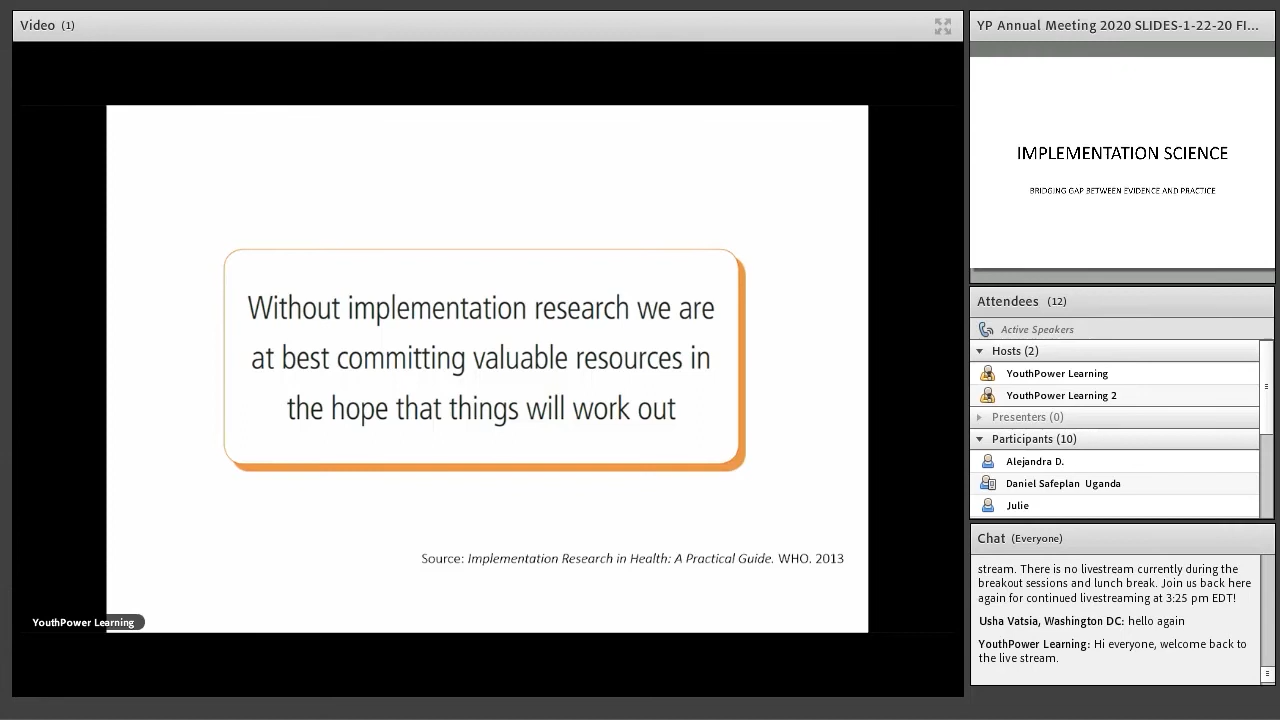 Video (1)
Without implementation research we are
at best committing valuable resources in
the hope that things will work out
Source: Implementation Research in Health: A Practical Guide. WHO. 2013
YouthPower Learning
YP Annual Meeting 2020 SLIDES-1-22-20 FI...
IMPLEMENTATION SCIENCE
BRIDGING GAP BETWEEN EVIDENCE AND PRACTICE
Attendees (12)
Active Speakers
Hosts (2)
YouthPower Learning
YouthPower Learning 2
Presenters (0)
Participants (10)
Alejandra D.
Daniel Safeplan Uganda
Julie
Chat (Everyone)
stream. There is no livestream currently during the
breakout sessions and lunch break. Join us back here
again for continued livestreaming at 3:25 pm EDT!
Usha Vatsia, Washington DC: hello again
YouthPower Learning: Hi everyone, welcome back to
the live stream.